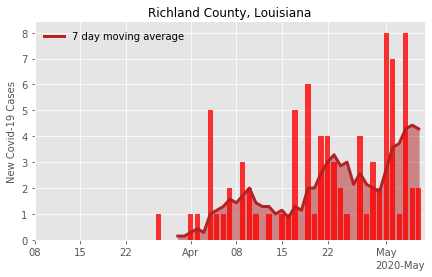 Richland County, Louisiana
7 day moving average
New Covid-19 Cases
8
7
6
5
4
3
2
1
0
08 15 22 Apr 08 15 22 May
2020-May